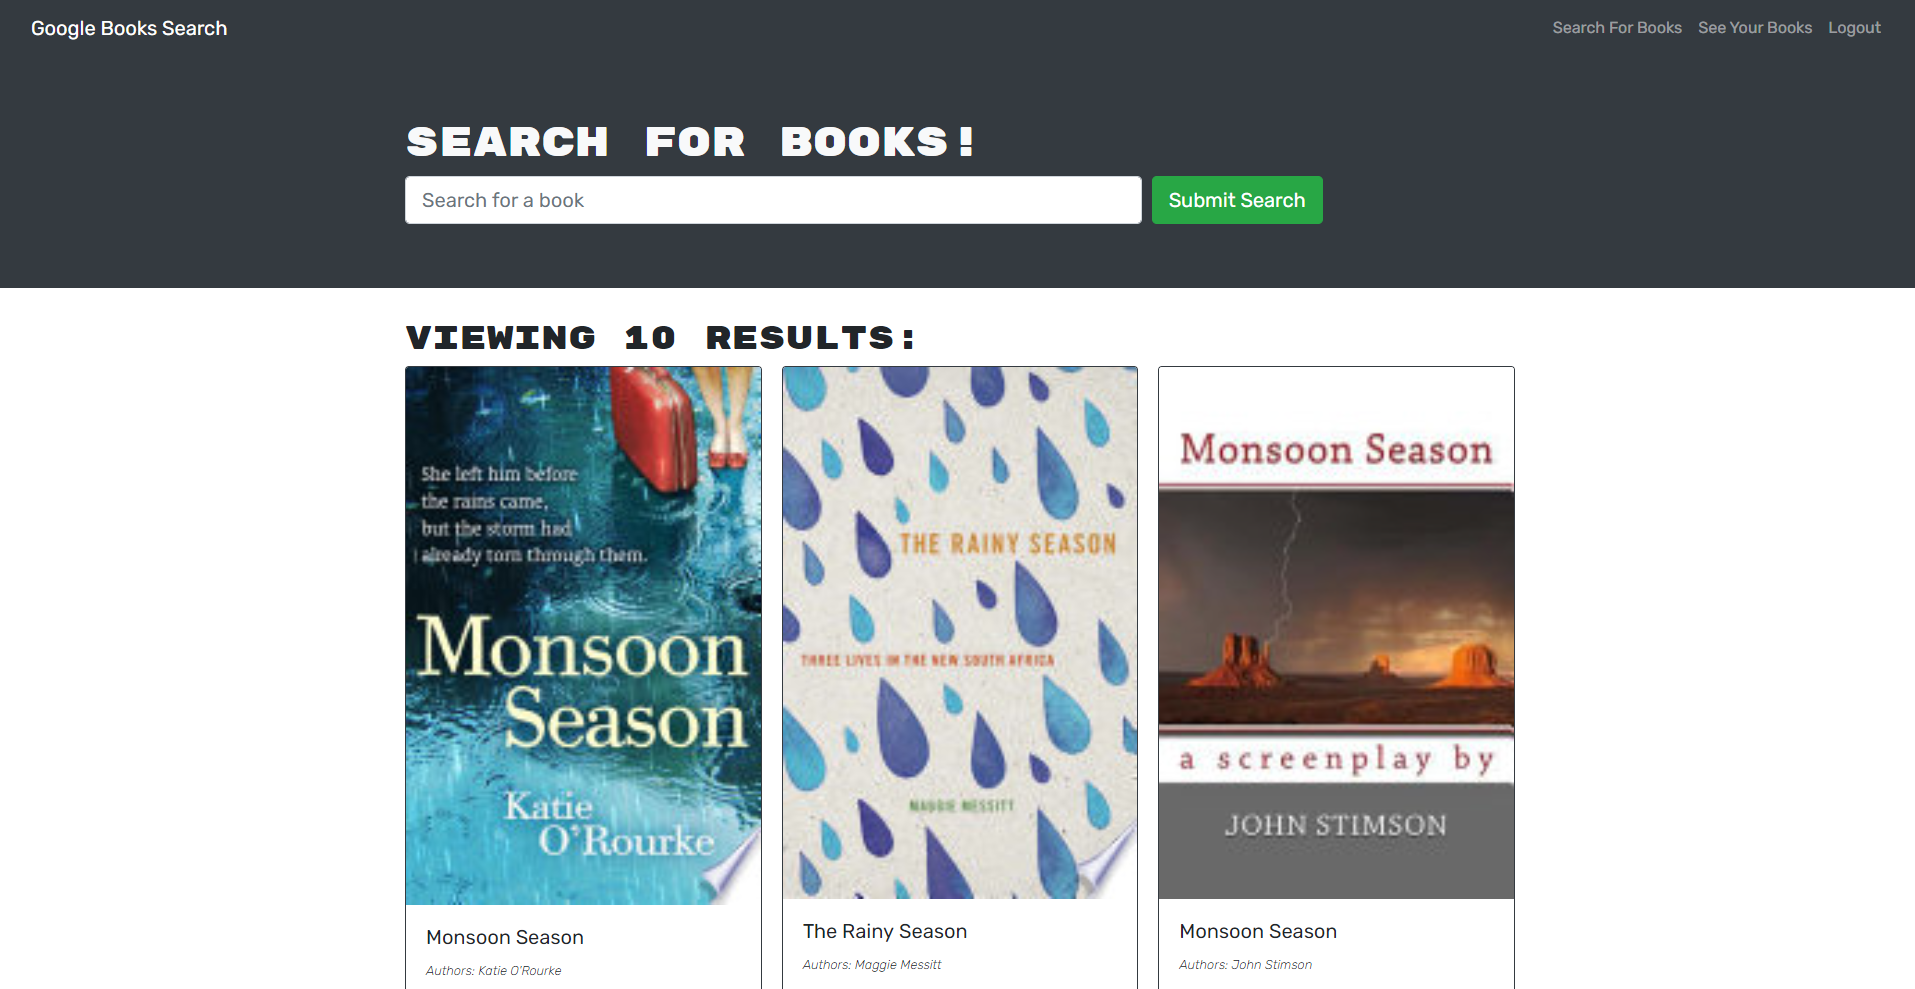 Google Books Search
Search For Books
See Your Books
Logout
SEARCH FOR BOOKS!
Search for a book
Submit Search
VIEWING 10 RESULTS:
She left him before
the rains came,
but the storm had
already torn through them.
Monsoon
Season
Katie
O'Rourke
Monsoon Season
Authors: Katie O'Rourke
THE RAINY SEASON
THREE LIVES IN THE NEW SOUTH AFRICA
MAGGIE MESSITT
The Rainy Season
Authors: Maggie Messitt
Monsoon Season
a screenplay by
JOHN STIMSON
Monsoon Season
Authors: John Stimson